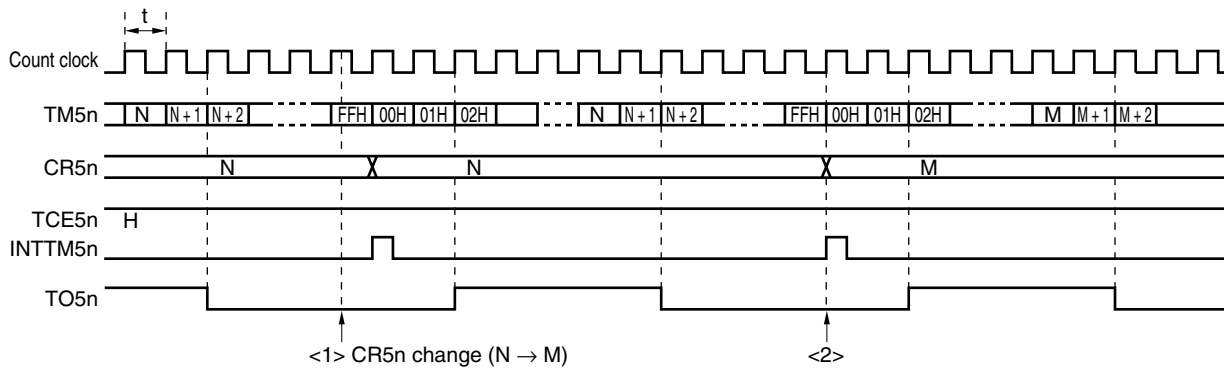 t
Count clock
TM5n N N + 1 N + 2 FFH 00H 01H 02H N N + 1 N + 2 FFH 00H 01H 02H M M + 1 M + 2
CR5n N N M
TCE5n H
INTTM5n
TO5n
<1> CR5n change (N → M) <2>